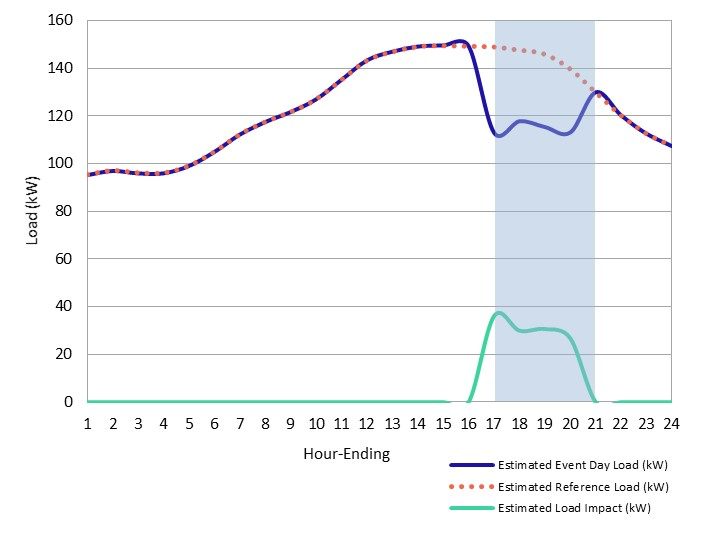 160
140
120
100
80
60
40
20
0
Load (kW)
1 2 3 4 5 6 7 8 9 10 11 12 13 14 15 16 17 18 19 20 21 22 23 24
Hour-Ending
Estimated Event Day Load (kW)
Estimated Reference Load (kW)
Estimated Load Impact (kW)